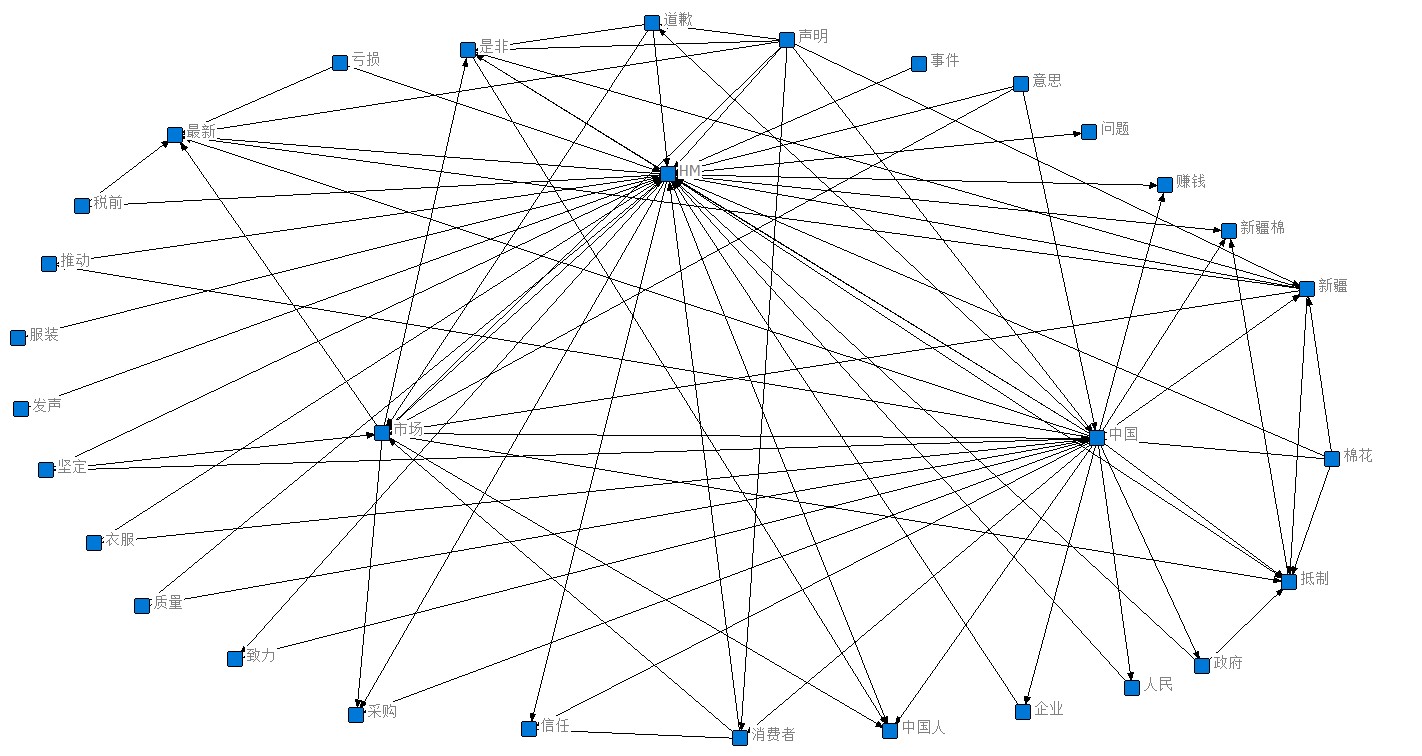 道歉
声明
是非
亏损
事件
意思
最新
问题
HM
赚钱
税前
新疆棉
推动
新疆
服装
发声
市场
中国
坚定
棉花
衣服
抵制
质量
致力
政府
人民
采购
企业
信任
消费者
中国人